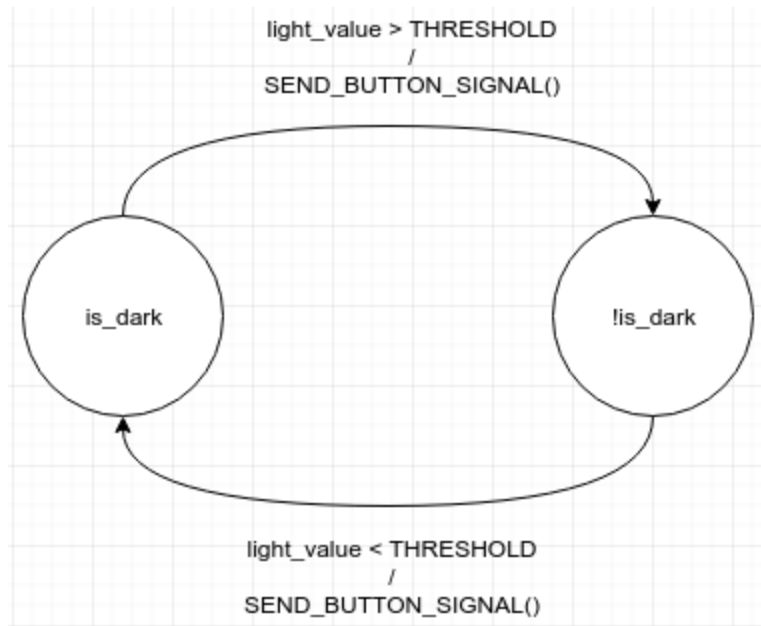 light_value > THRESHOLD
/
SEND_BUTTON_SIGNAL()
is_dark
!is_dark
light_value < THRESHOLD
/
SEND_BUTTON_SIGNAL()